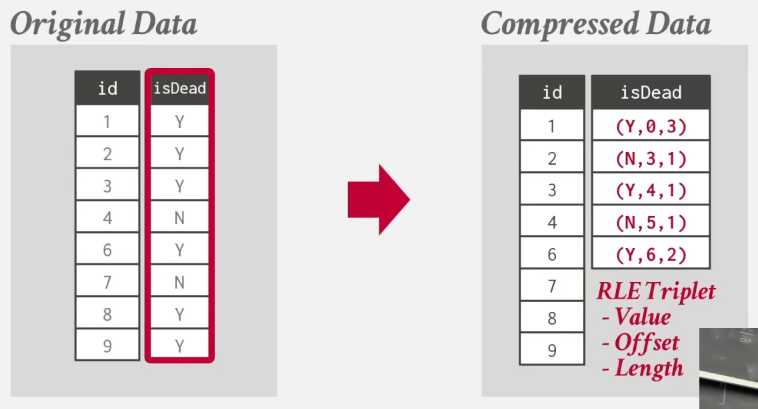 Original Data
id isDead
1 Y
2 Y
3 Y
4 N
6 Y
7 N
8 Y
9 Y
Compressed Data
id isDead
1 (Y,0,3)
2 (N,3,1)
3 (Y,4,1)
4 (N,5,1)
6 (Y,6,2)
7
8
9
RLE Triplet
- Value
- Offset
- Length